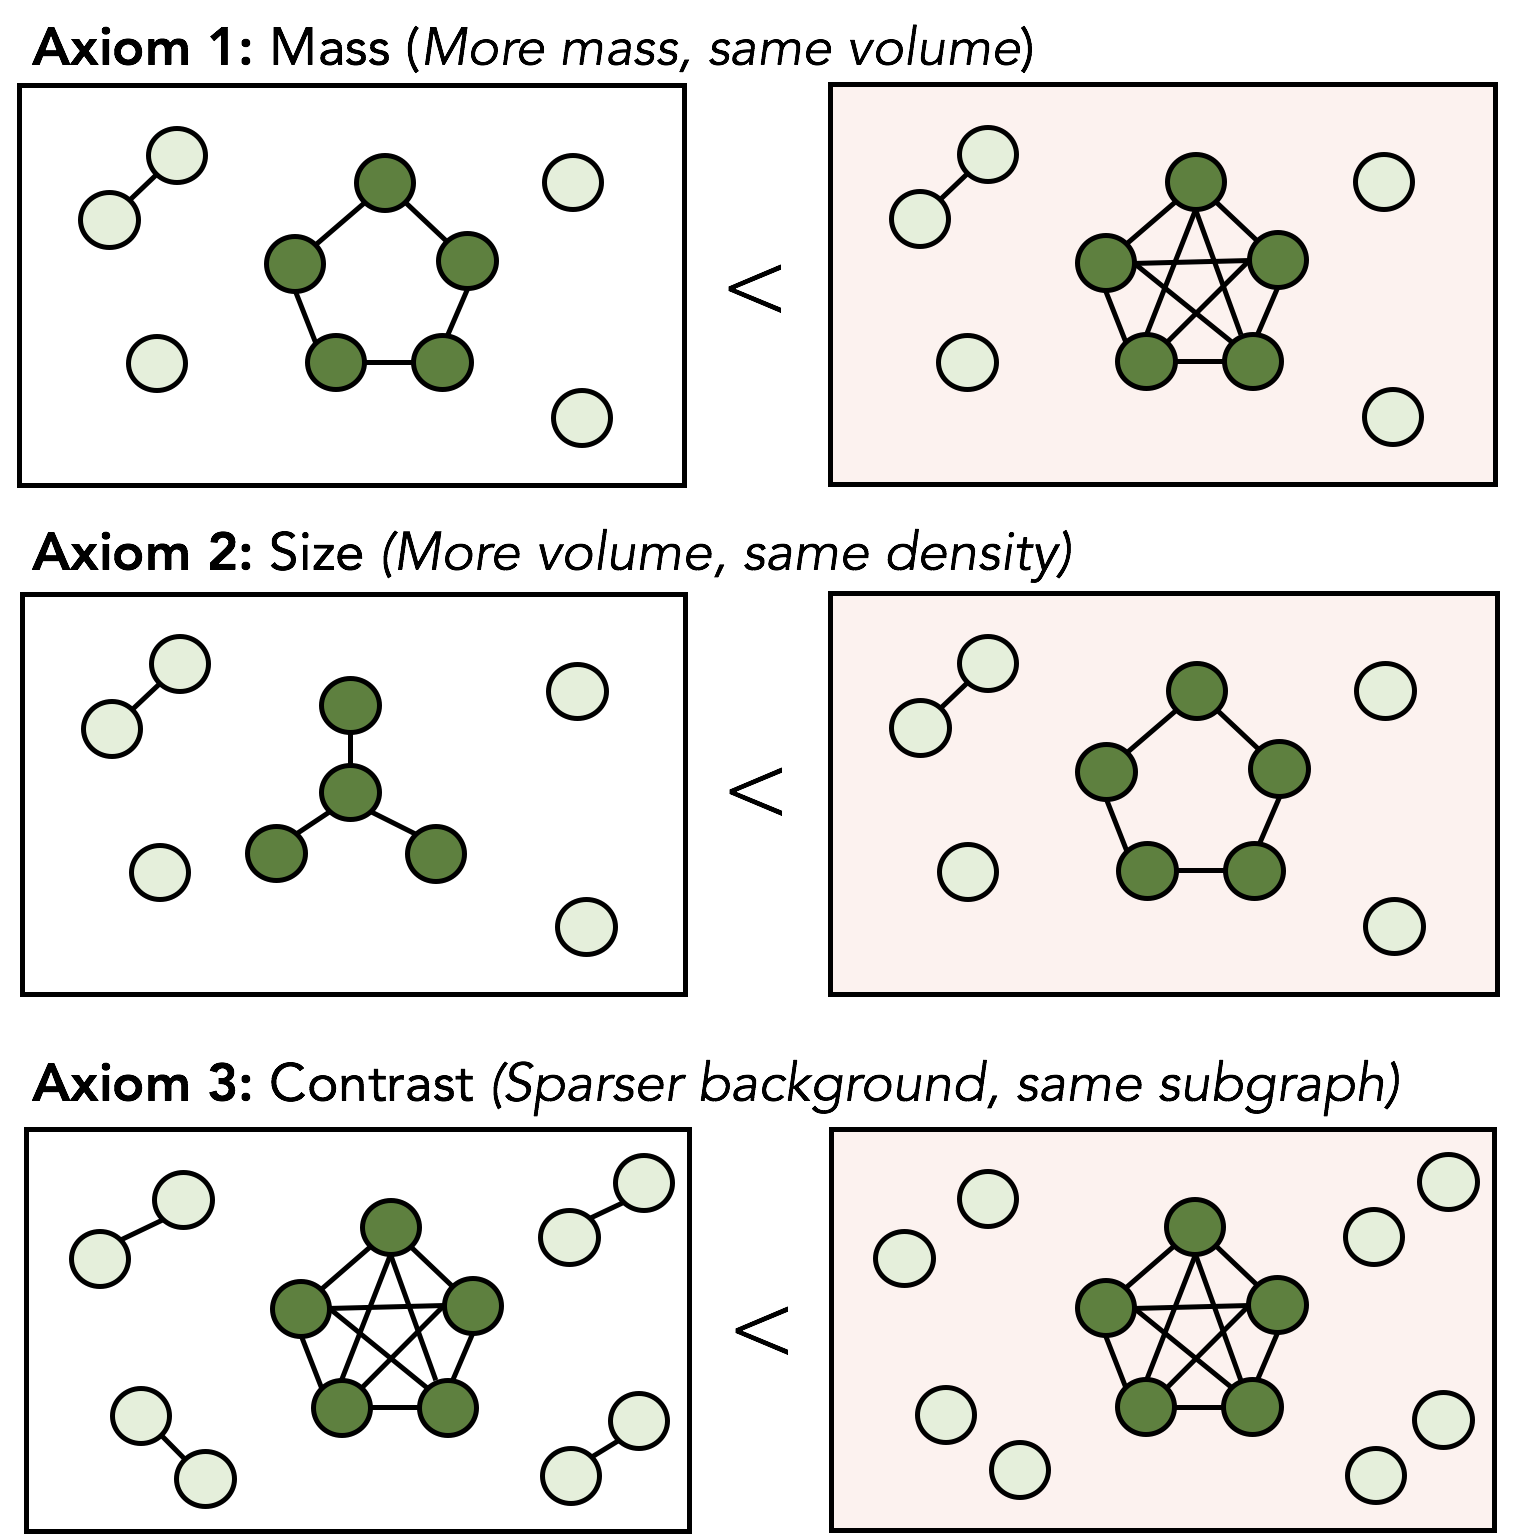 Axiom 1: Mass (More mass, same volume)
<
Axiom 2: Size (More volume, same density)
<
Axiom 3: Contrast (Sparser background, same subgraph)
<